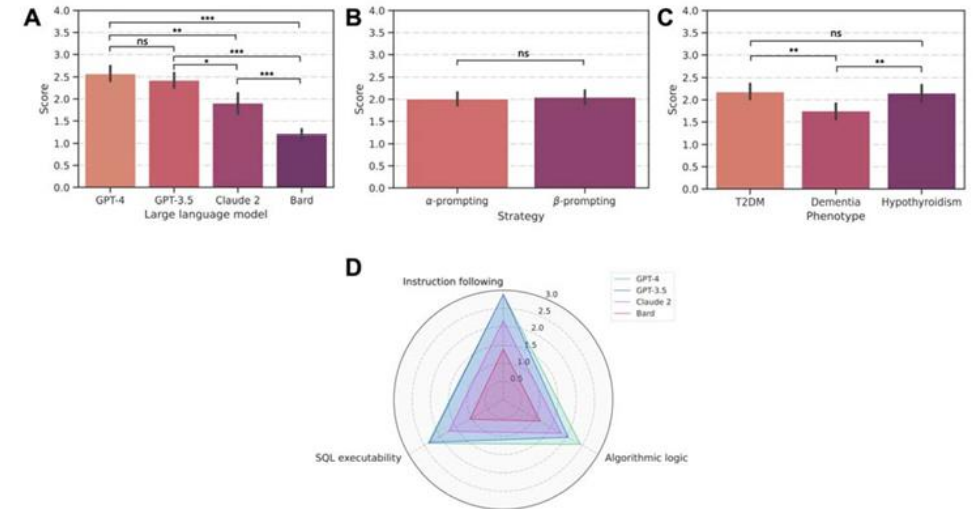 A
4.0
3.5
3.0
2.5
2.0
1.5
1.0
0.5
0.0
Score
***
**
ns
***
*
***
GPT-4 GPT-3.5 Claude 2 Bard
Large language model
B
4.0
3.5
3.0
2.5
2.0
1.5
1.0
0.5
0.0
Score
ns
α-prompting β-prompting
Strategy
C
4.0
3.5
3.0
2.5
2.0
1.5
1.0
0.5
0.0
Score
ns
**
**
T2DM Dementia Hypothyroidism
Phenotype
D
Instruction following
3.0
2.5
2.0
1.5
1.0
0.5
SQL executability
Algorithmic logic
GPT-4
GPT-3.5
Claude 2
Bard